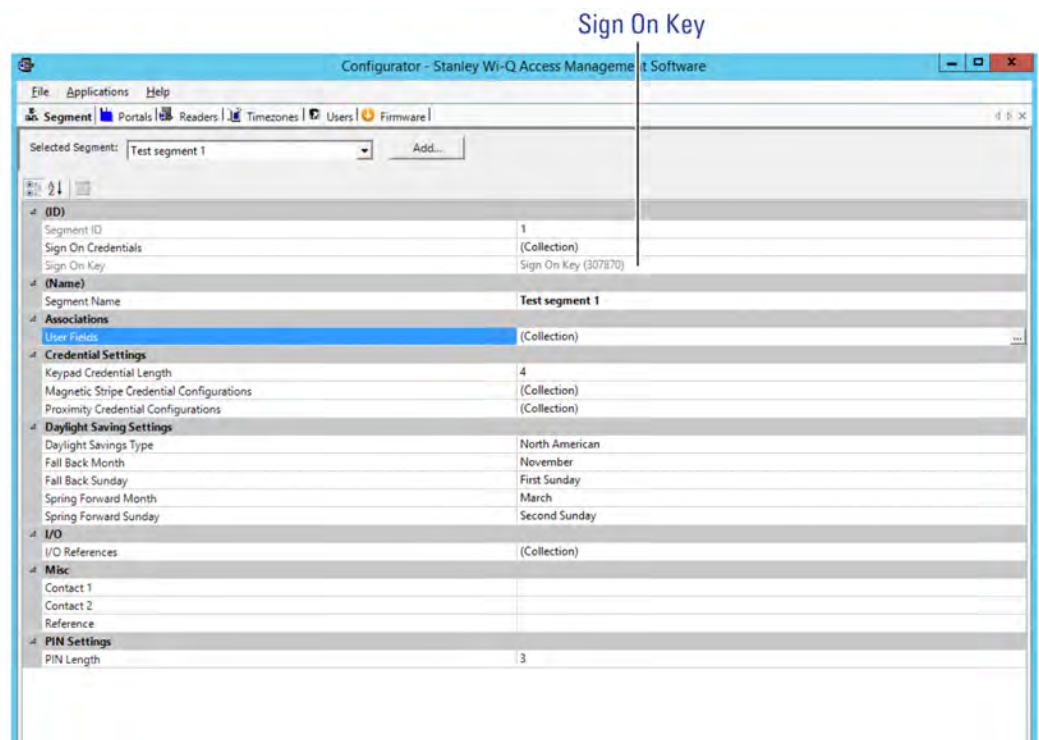 Sign On Key
Configurator - Stanley Wi-Q Access Management Software
File Applications Help
Segment Portals Readers Timezones Users Firmware
Selected Segment: Test segment 1 Add...
(ID)
Segment ID 1
Sign On Credentials (Collection)
Sign On Key Sign On Key (307870)
(Name)
Segment Name Test segment 1
Associations
User Fields (Collection) ...
Credential Settings
Keypad Credential Length 4
Magnetic Stripe Credential Configurations (Collection)
Proximity Credential Configurations (Collection)
Daylight Saving Settings
Daylight Savings Type North American
Fall Back Month November
Fall Back Sunday First Sunday
Spring Forward Month March
Spring Forward Sunday Second Sunday
I/O
I/O References (Collection)
Misc
Contact 1
Contact 2
Reference
PIN Settings
PIN Length 3